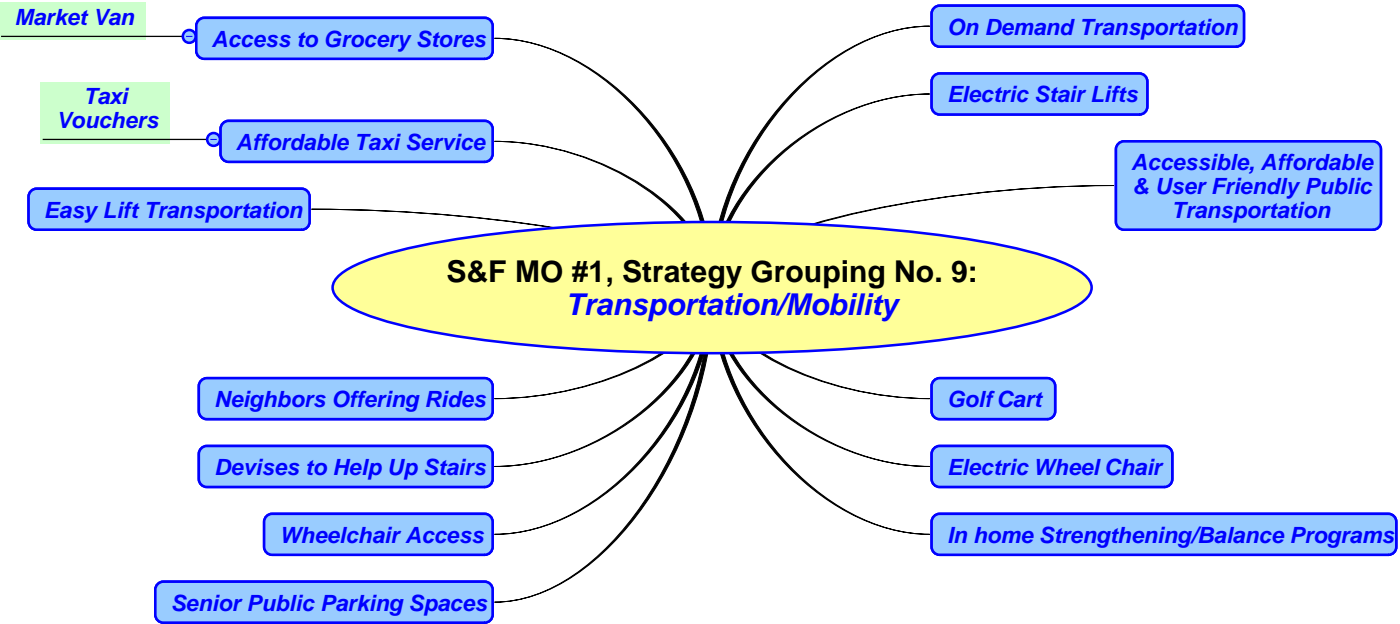 Market Van
Access to Grocery Stores
Taxi
Vouchers
Affordable Taxi Service
Easy Lift Transportation
On Demand Transportation
Electric Stair Lifts
Accessible, Affordable
& User Friendly Public
Transportation
S&F MO #1, Strategy Grouping No. 9:
Transportation/Mobility
Neighbors Offering Rides
Devises to Help Up Stairs
Wheelchair Access
Senior Public Parking Spaces
Golf Cart
Electric Wheel Chair
In home Strengthening/Balance Programs